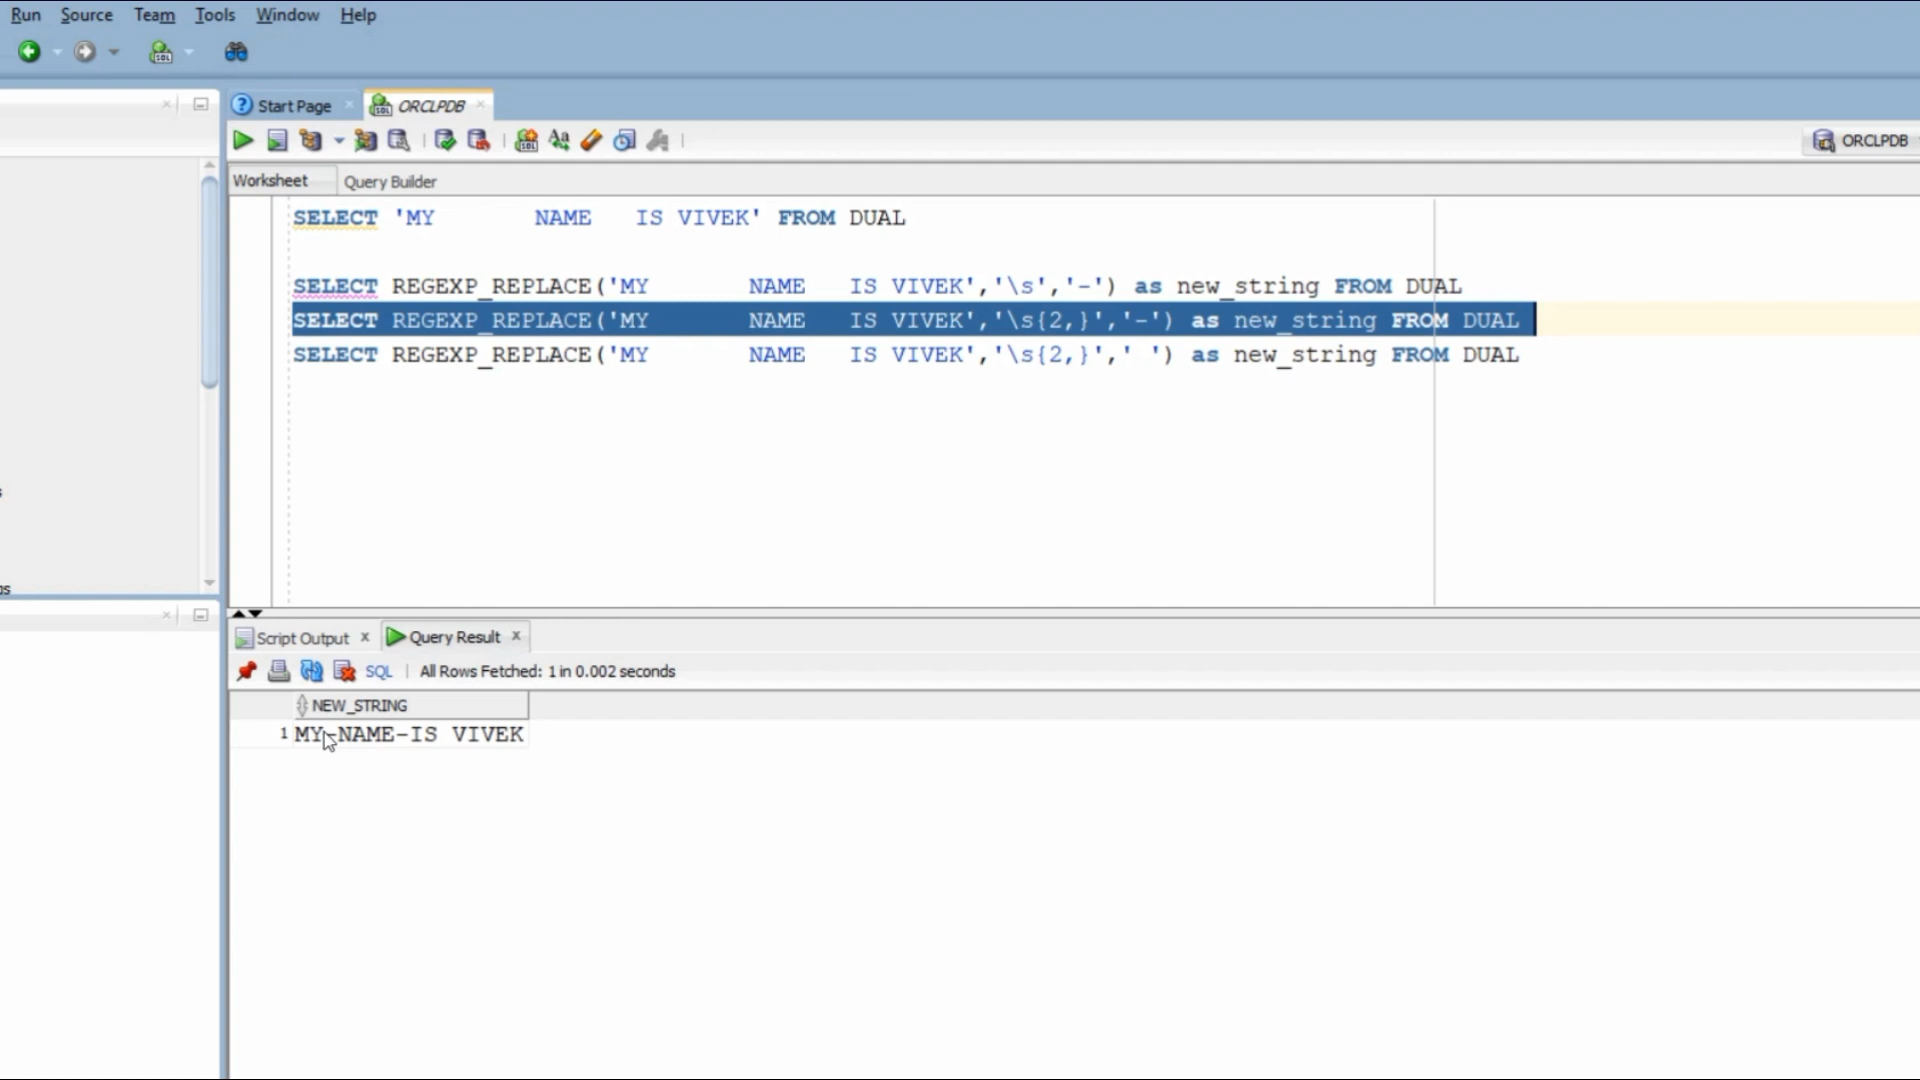 Run Source Team Tools Window Help
Start Page ORCLPDB
ORCLPDB
Worksheet Query Builder
SELECT 'MY       NAME   IS VIVEK' FROM DUAL
SELECT REGEXP_REPLACE('MY       NAME   IS VIVEK','\s','-') as new_string FROM DUAL
SELECT REGEXP_REPLACE('MY       NAME   IS VIVEK','\s{2,}','-') as new_string FROM DUAL
SELECT REGEXP_REPLACE('MY       NAME   IS VIVEK','\s{2,}',' ') as new_string FROM DUAL
Script Output x Query Result x
SQL | All Rows Fetched: 1 in 0.002 seconds
NEW_STRING
1 MY-NAME-IS VIVEK